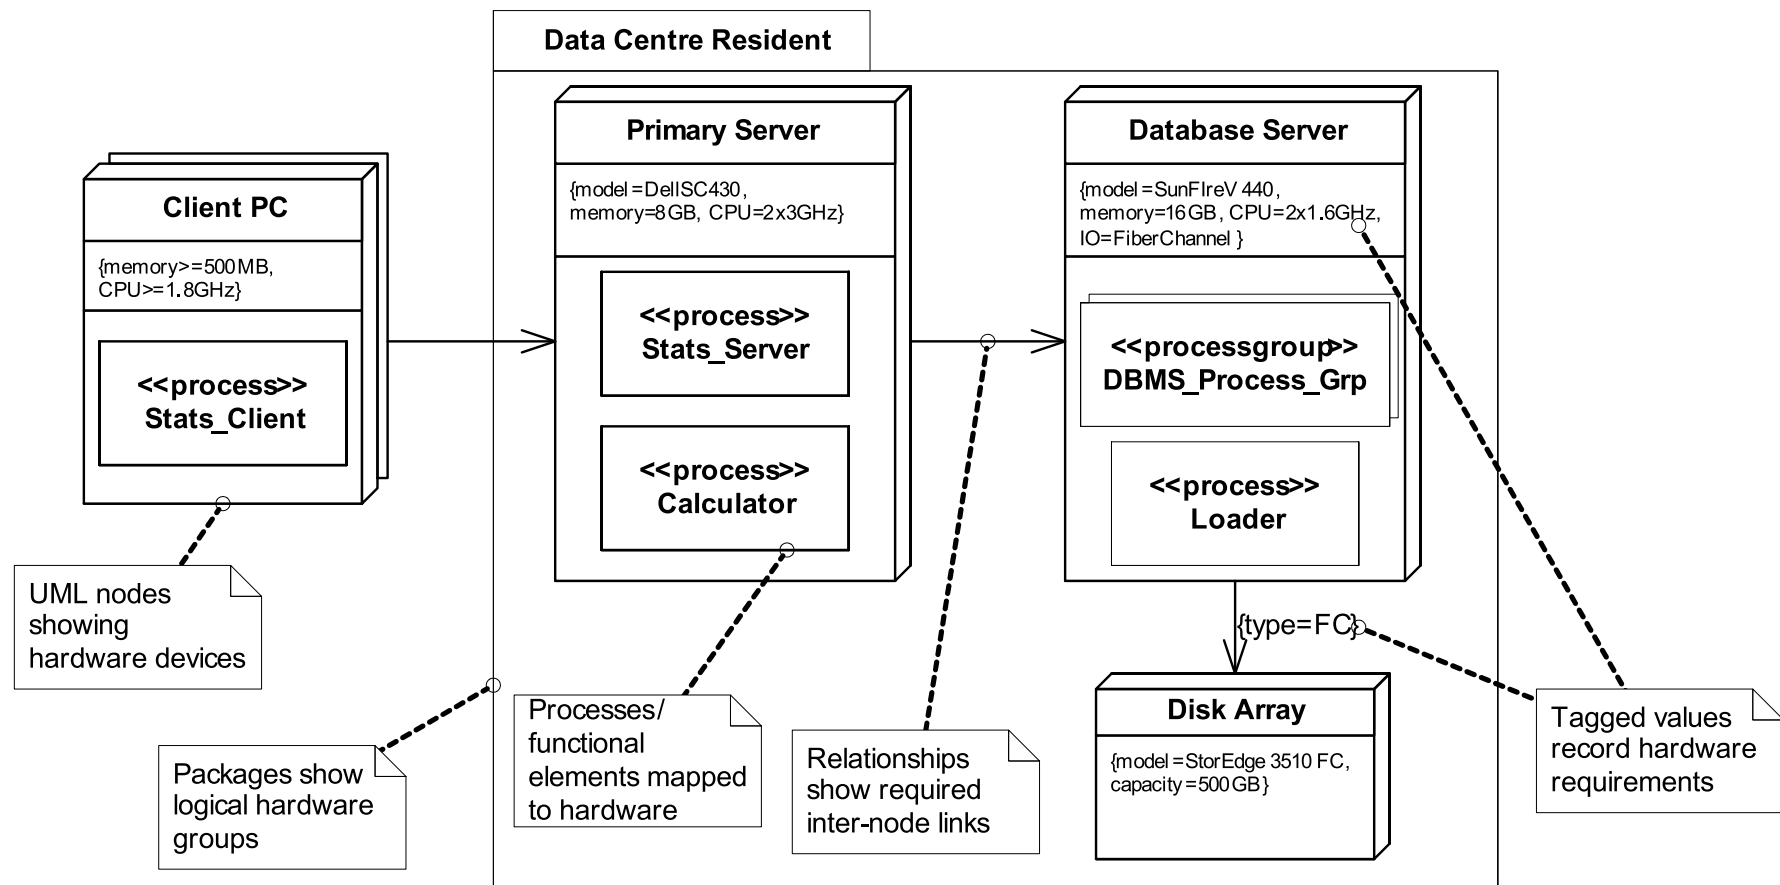 Data Centre Resident
Client PC
{memory>=500MB,
CPU>=1.8GHz}
<<process>>
Stats_Client
Primary Server
{model=DellSC430,
memory=8GB, CPU=2x3GHz}
<<process>>
Stats_Server
<<process>>
Calculator
Database Server
{model=SunFIreV440,
memory=16GB, CPU=2x1.6GHz,
IO=FiberChannel }
<<processgroup>>
DBMS_Process_Grp
<<process>>
Loader
{type=FC}
Disk Array
{model=StorEdge 3510 FC,
capacity=500GB}
UML nodes
showing
hardware devices
Packages show
logical hardware
groups
Processes/
functional
elements mapped
to hardware
Relationships
show required
inter-node links
Tagged values
record hardware
requirements